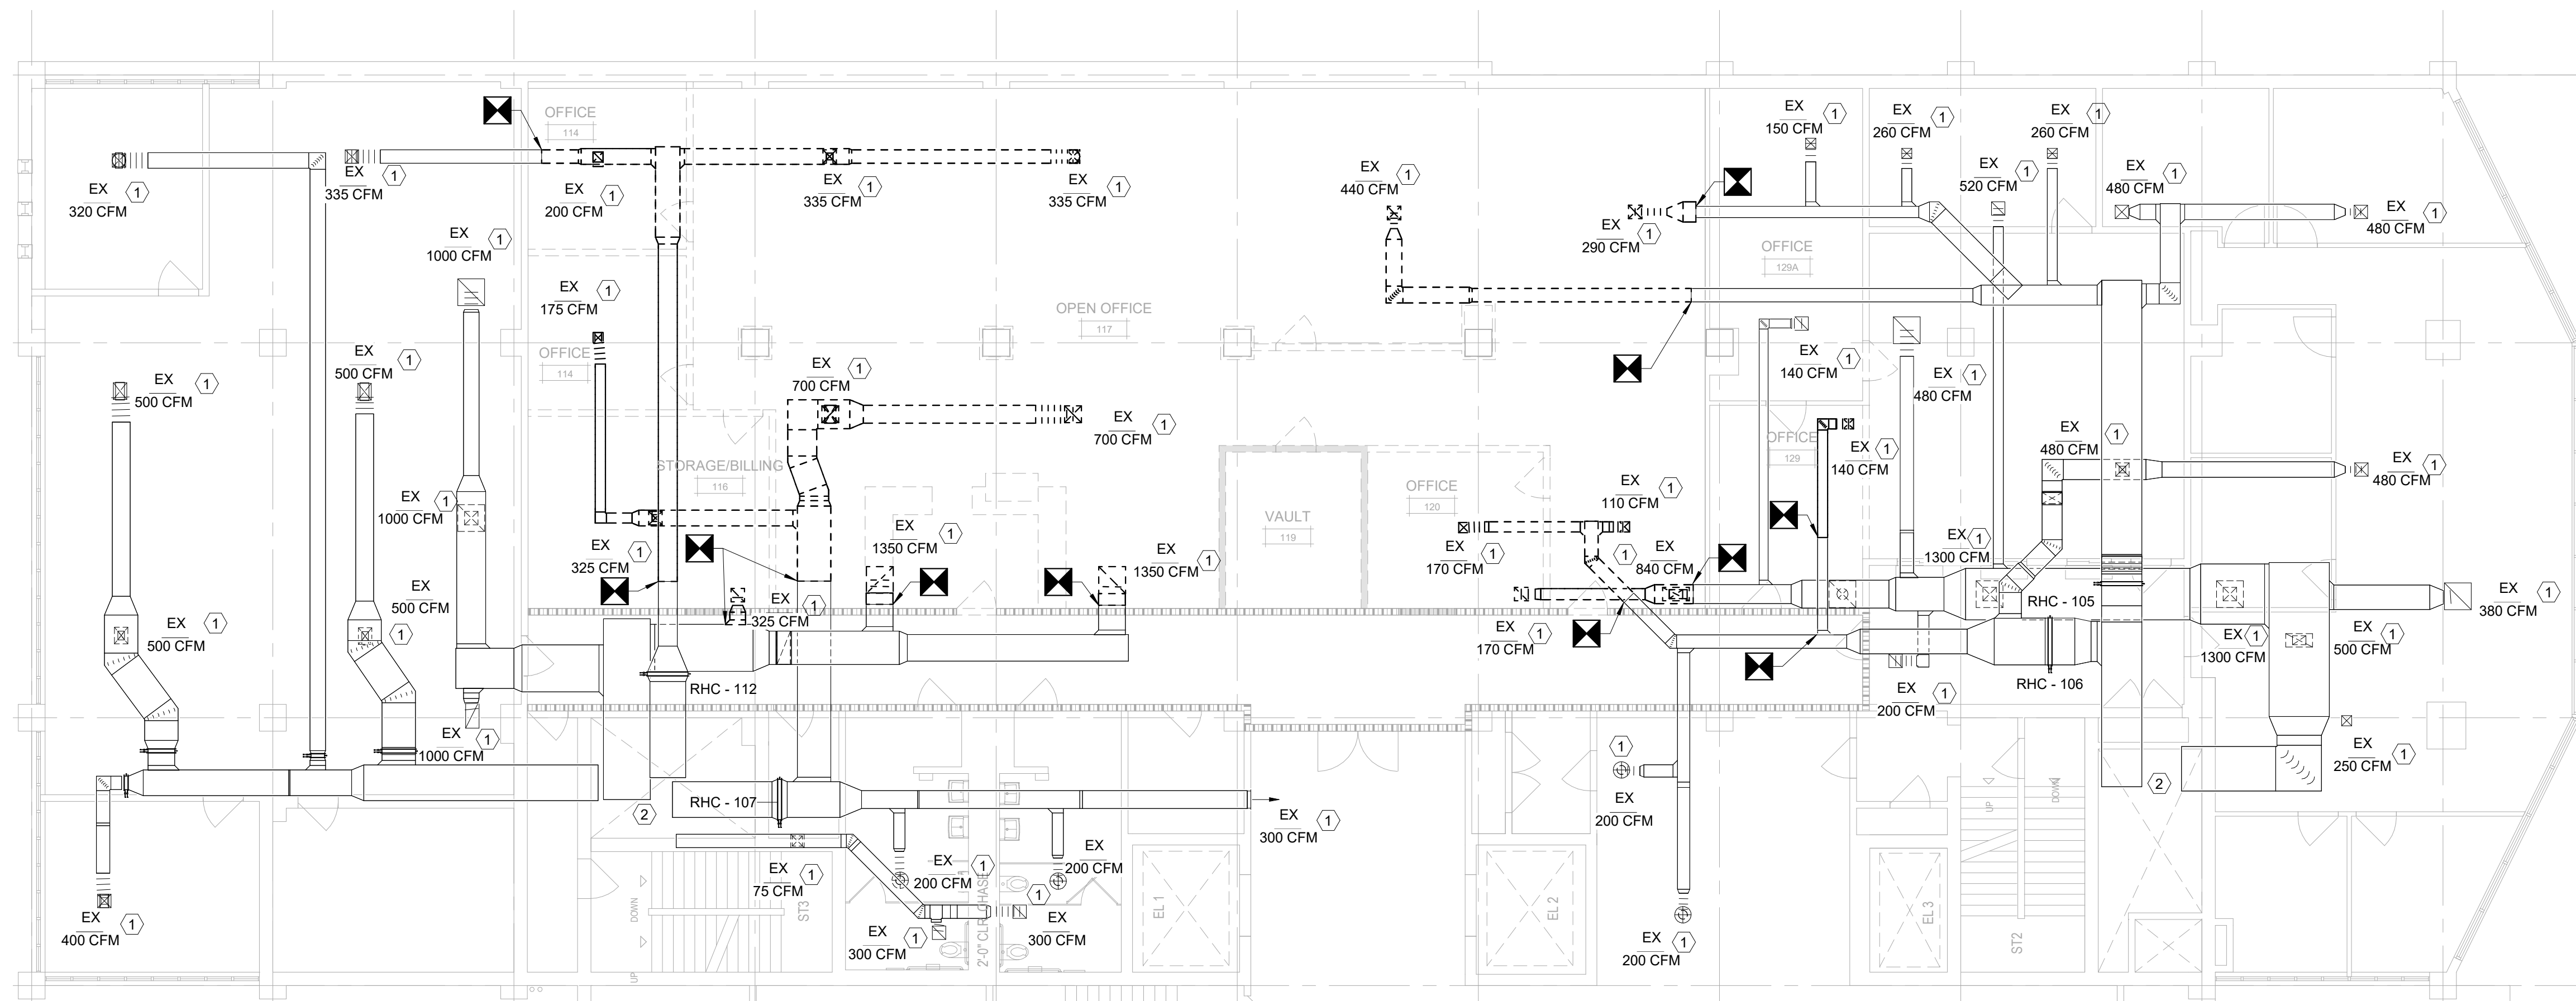 EX
320 CFM
1
EX
335 CFM
1
OFFICE
114
EX
200 CFM
1
EX
335 CFM
1
EX
335 CFM
1
EX
440 CFM
1
EX
290 CFM
1
EX
150 CFM
1
EX
260 CFM
1
EX
260 CFM
1
EX
520 CFM
1
EX
480 CFM
1
EX
480 CFM
1
EX
1000 CFM
1
EX
175 CFM
1
OPEN OFFICE
117
OFFICE
129A
EX
500 CFM
1
EX
500 CFM
1
OFFICE
114
EX
700 CFM
1
EX
700 CFM
1
EX
140 CFM
1
EX
480 CFM
1
EX
1000 CFM
1
STORAGE/BILLING
116
OFFICE
120
EX
110 CFM
1
OFFICE
129
EX
140 CFM
1
EX
480 CFM
1
EX
480 CFM
1
VAULT
119
EX
325 CFM
1
EX
1350 CFM
1
EX
1350 CFM
1
EX
170 CFM
1
1
EX
840 CFM
EX
1300 CFM
1
EX
500 CFM
EX
500 CFM
1
1
EX
325 CFM
1
EX
170 CFM
1
RHC - 105
EX
380 CFM
1
EX
1300 CFM
1
EX
500 CFM
1
RHC - 112
RHC - 106
EX
200 CFM
1
EX
1000 CFM
1
EX
250 CFM
1
1
EX
200 CFM
2
2
RHC - 107
EX
300 CFM
1
UP
DOWN
EX
75 CFM
1
EX
200 CFM
1
EX
200 CFM
1
EX
400 CFM
1
EX
300 CFM
1
EX
300 CFM
DOWN
UP
ST3
2'-0" CLR CHASE
EL 1
EL 2
EX
200 CFM
1
EL 3
ST2